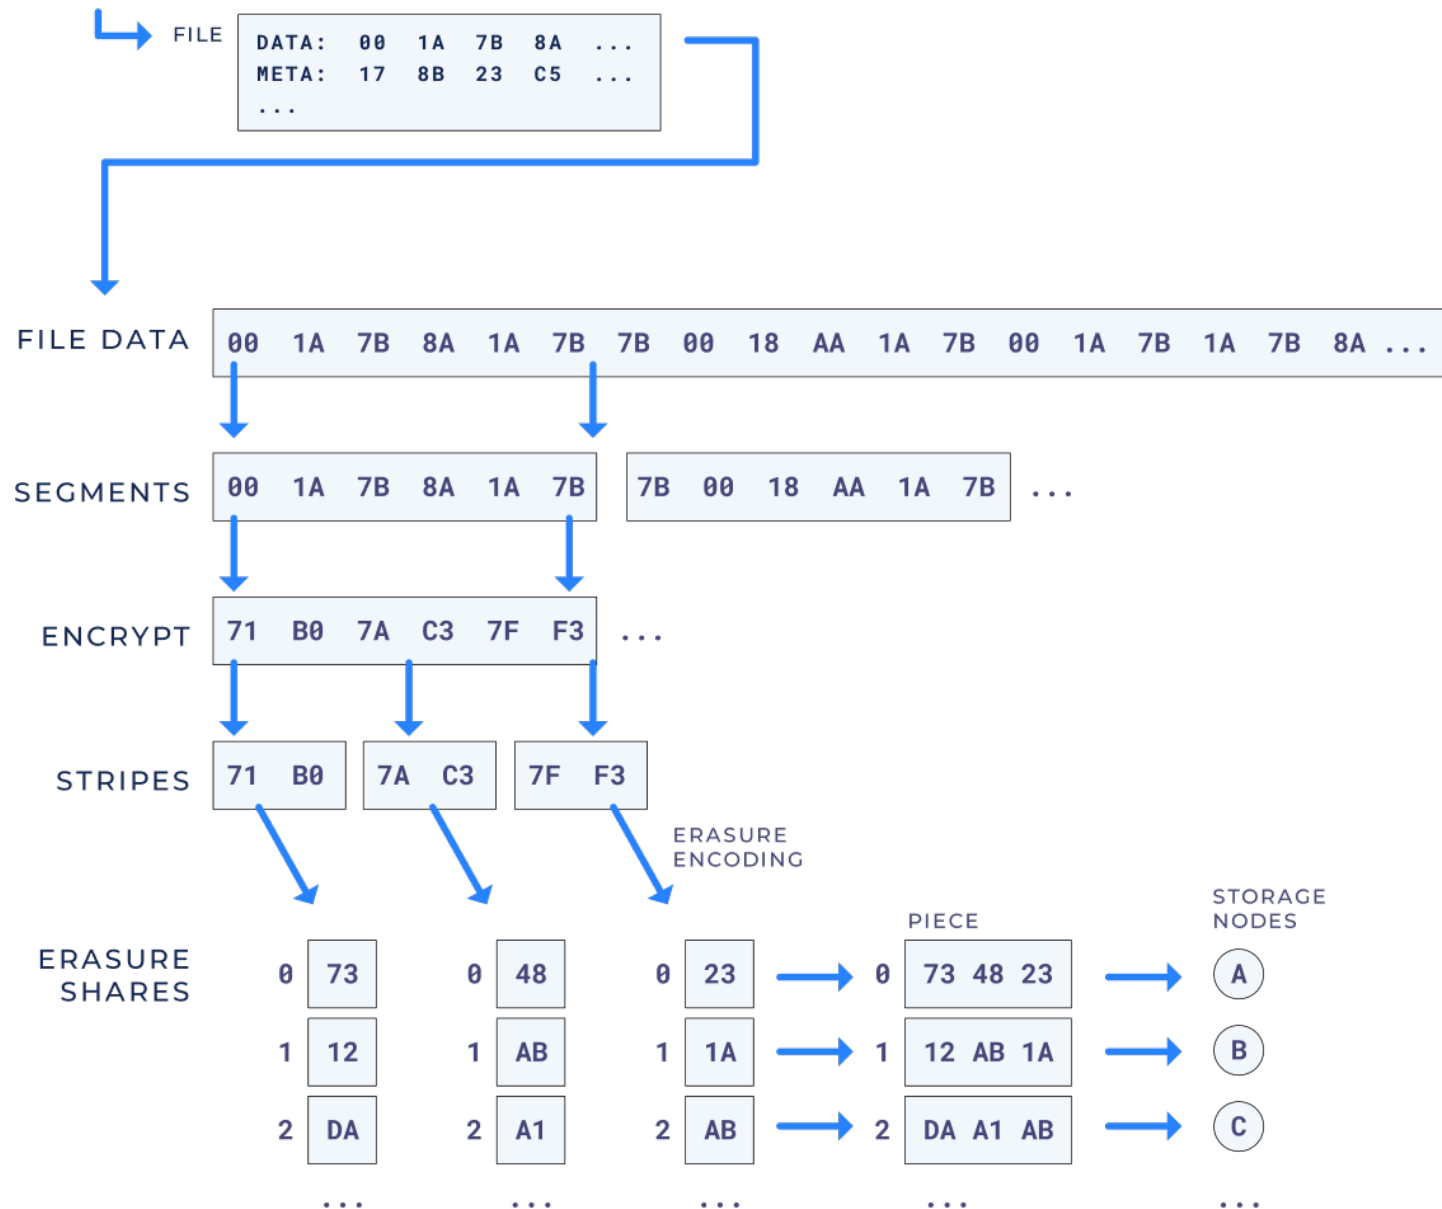 FILE
DATA: 00 1A 7B 8A ...
META: 17 8B 23 C5 ...
...
FILE DATA 00 1A 7B 8A 1A 7B 7B 00 18 AA 1A 7B 00 1A 7B 1A 7B 8A ...
SEGMENTS 00 1A 7B 8A 1A 7B 7B 00 18 AA 1A 7B ...
ENCRYPT 71 B0 7A C3 7F F3 ...
STRIPES 71 B0 7A C3 7F F3
ERASURE
ENCODING
PIECE
STORAGE
NODES
ERASURE
SHARES
0 73 0 48 0 23 0 73 48 23 A
1 12 1 AB 1 1A 1 12 AB 1A B
2 DA 2 A1 2 AB 2 DA A1 AB C
... ... ... ... ...